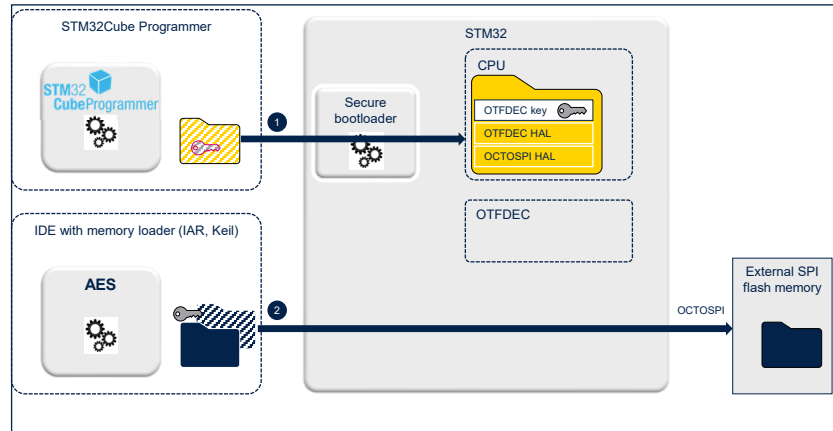 STM32Cube Programmer
STM32
CubeProgrammer
1
IDE with memory loader (IAR, Keil)
AES
2
STM32
Secure
bootloader
CPU
OTFDEC key
OTFDEC HAL
OCTOSPI HAL
OTFDEC
OCTOSPI
External SPI
flash memory